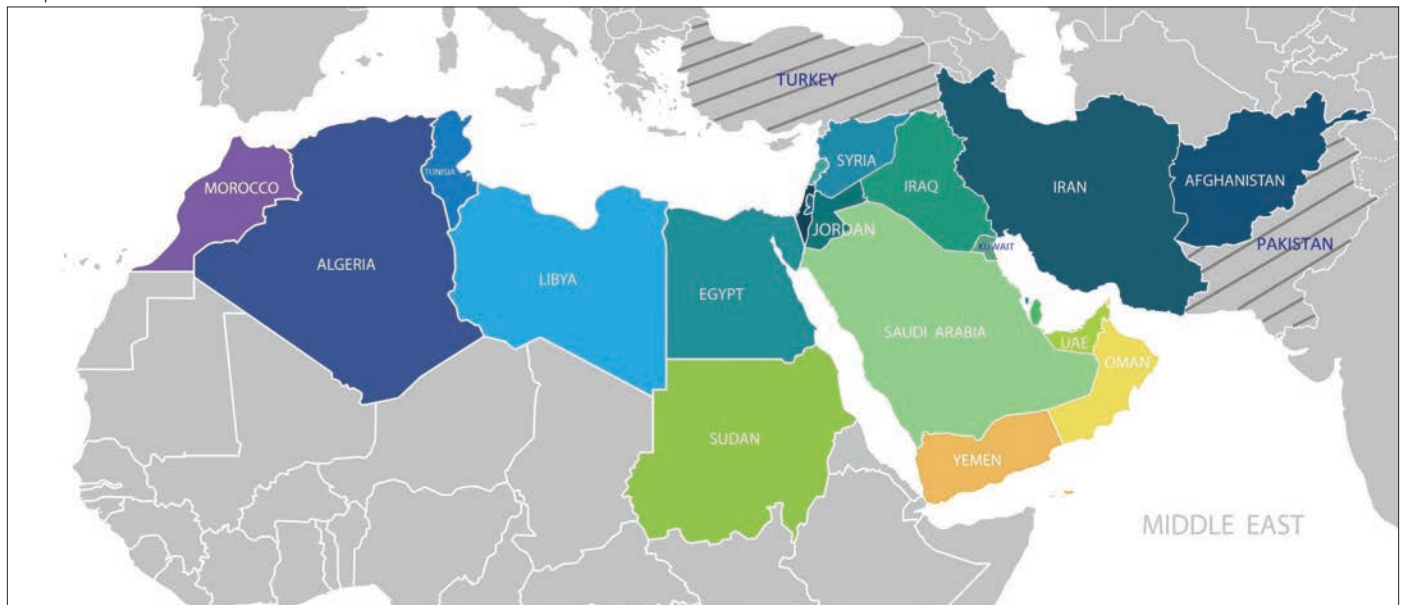 TURKEY
SYRIA
MOROCCO
TUNISIA
IRAQ
IRAN
AFGHANISTAN
JORDAN
KUWAIT
PAKISTAN
ALGERIA
LIBYA
EGYPT
SAUDI ARABIA
UAE
OMAN
SUDAN
YEMEN
MIDDLE EAST